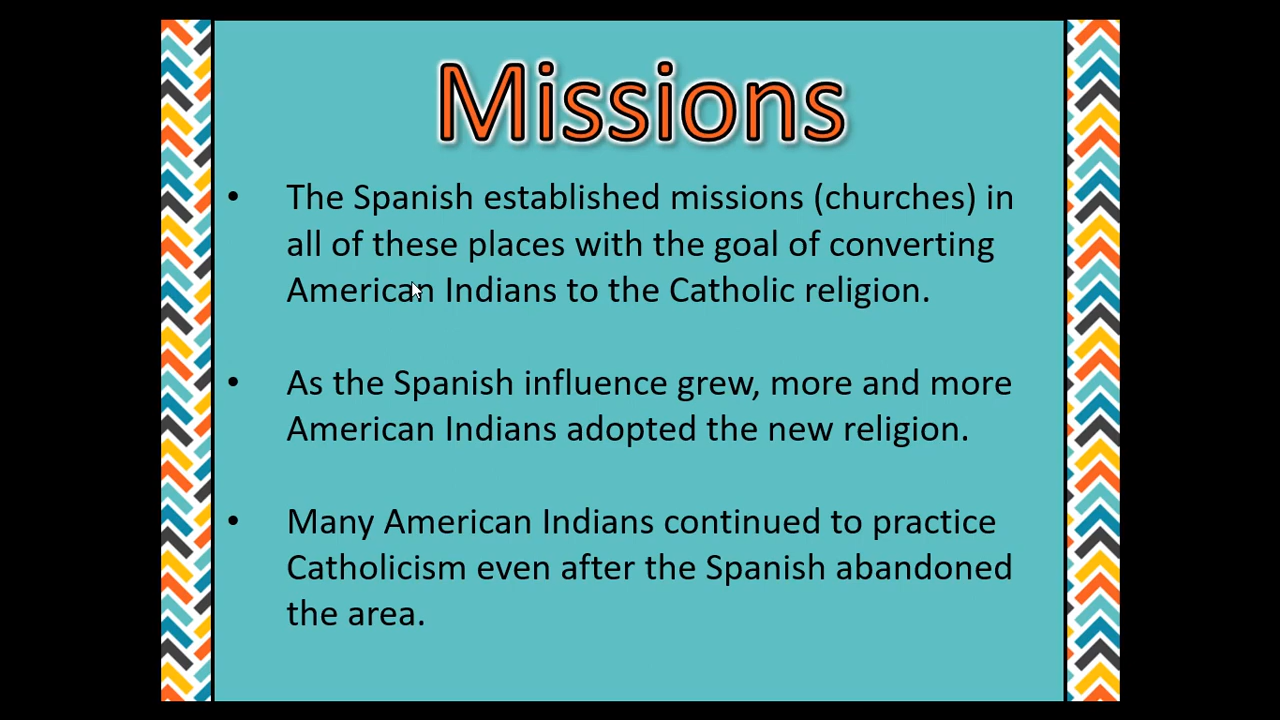 Missions
• The Spanish established missions (churches) in
all of these places with the goal of converting
American Indians to the Catholic religion.
• As the Spanish influence grew, more and more
American Indians adopted the new religion.
• Many American Indians continued to practice
Catholicism even after the Spanish abandoned
the area.